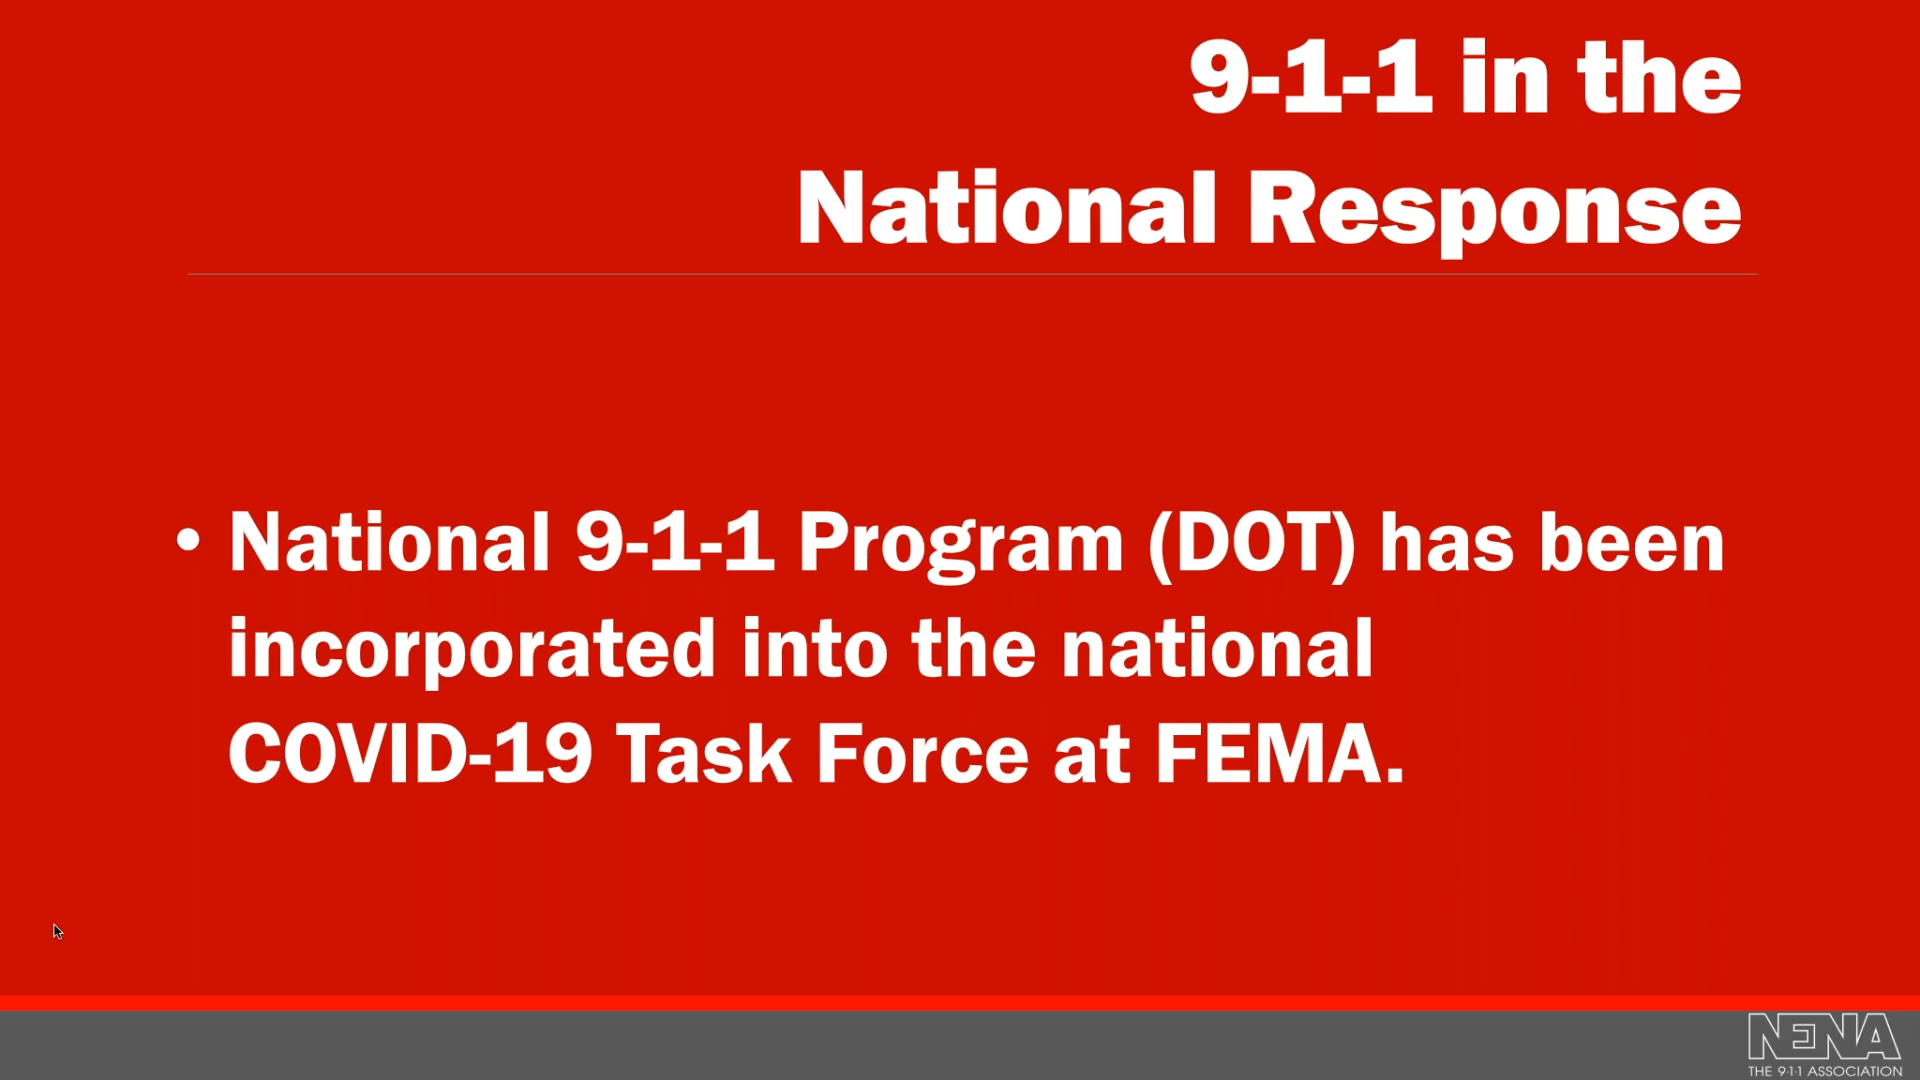 9-1-1 in the
National Response
• National 9-1-1 Program (DOT) has been
incorporated into the national
COVID-19 Task Force at FEMA.
NENA
THE 9-1-1 ASSOCIATION